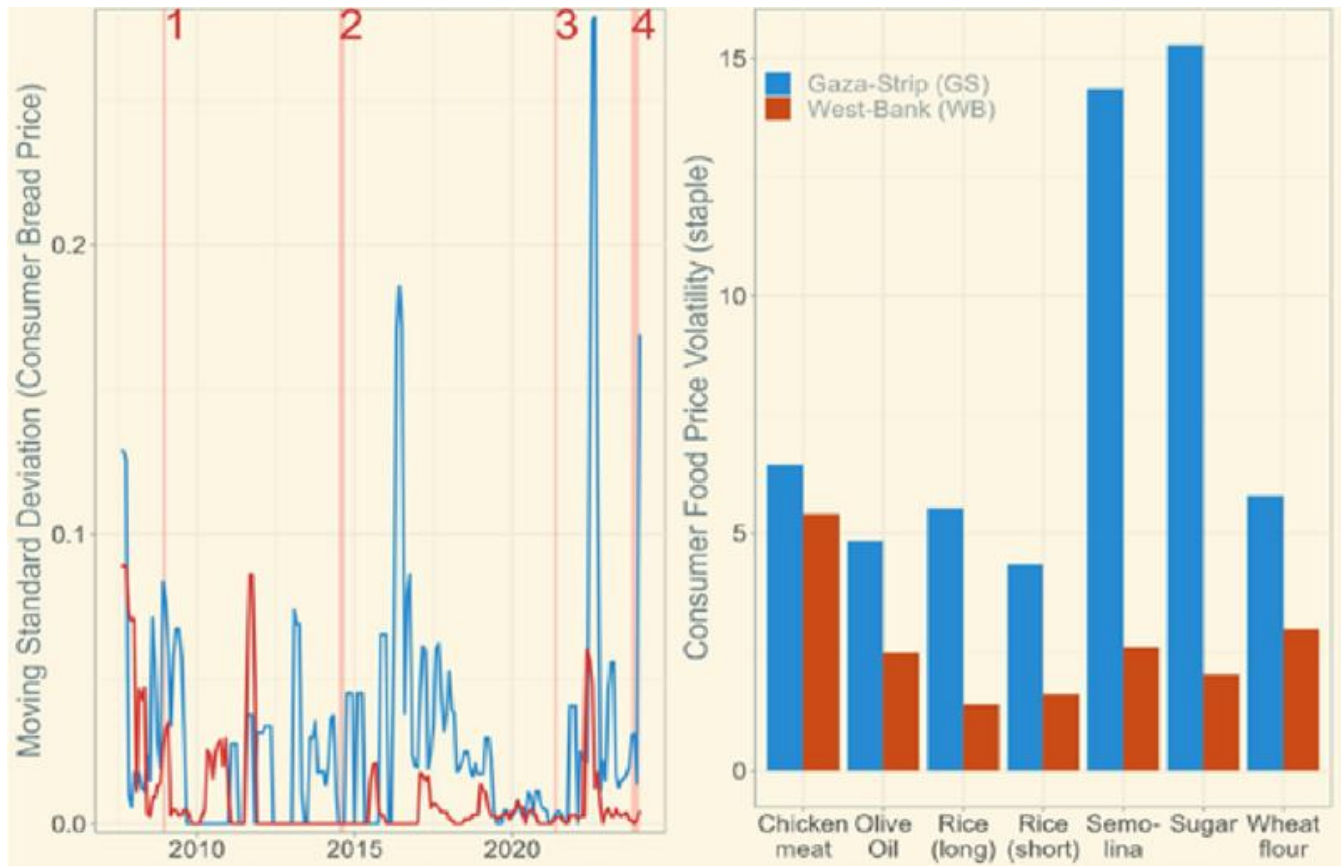 1 2 3 4
Moving Standard Deviation (Consumer Bread Price)
0.2
0.1
0.0
2010 2015 2020
Consumer Food Price Volatility (staple)
15
10
5
0
Gaza-Strip (GS)
West-Bank (WB)
Chicken Olive Rice Rice Semo- Sugar Wheat
meat Oil (long) (short) lina flour